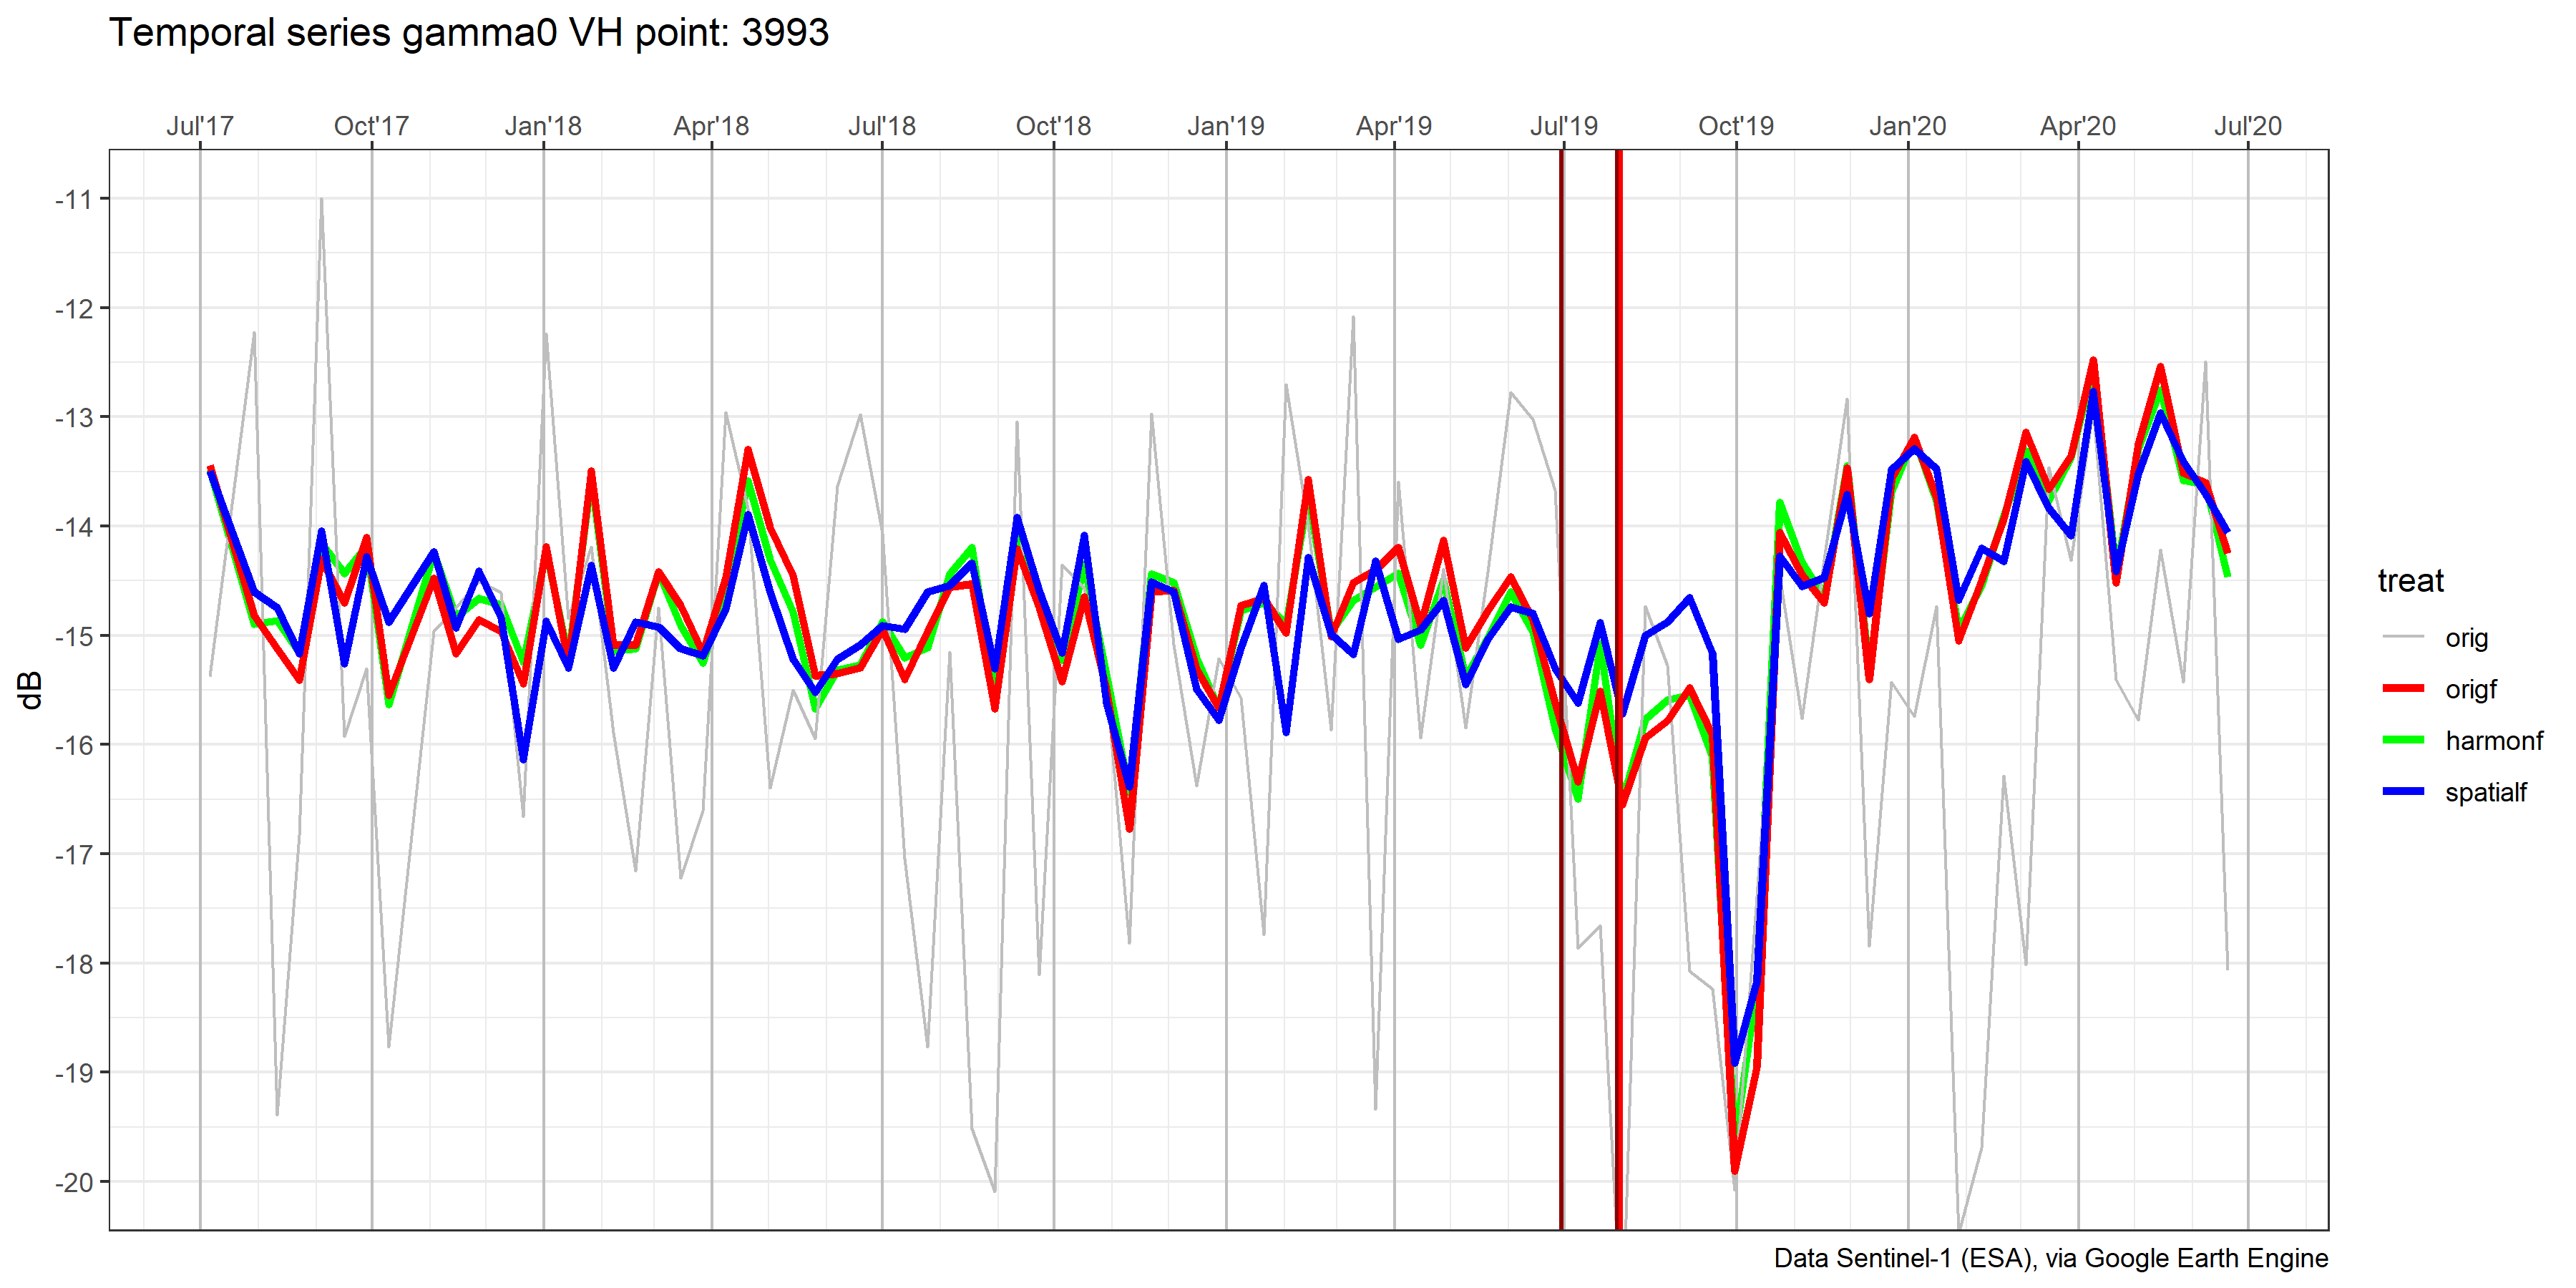 Temporal series gamma0 VH point: 3993
Jul'17 Oct'17 Jan'18 Apr'18 Jul'18 Oct'18 Jan'19 Apr'19 Jul'19 Oct'19 Jan'20 Apr'20 Jul'20
-11
-12
-13
-14
-15
-16
-17
-18
-19
-20
dB
treat
orig
origf
harmonf
spatialf
Data Sentinel-1 (ESA), via Google Earth Engine